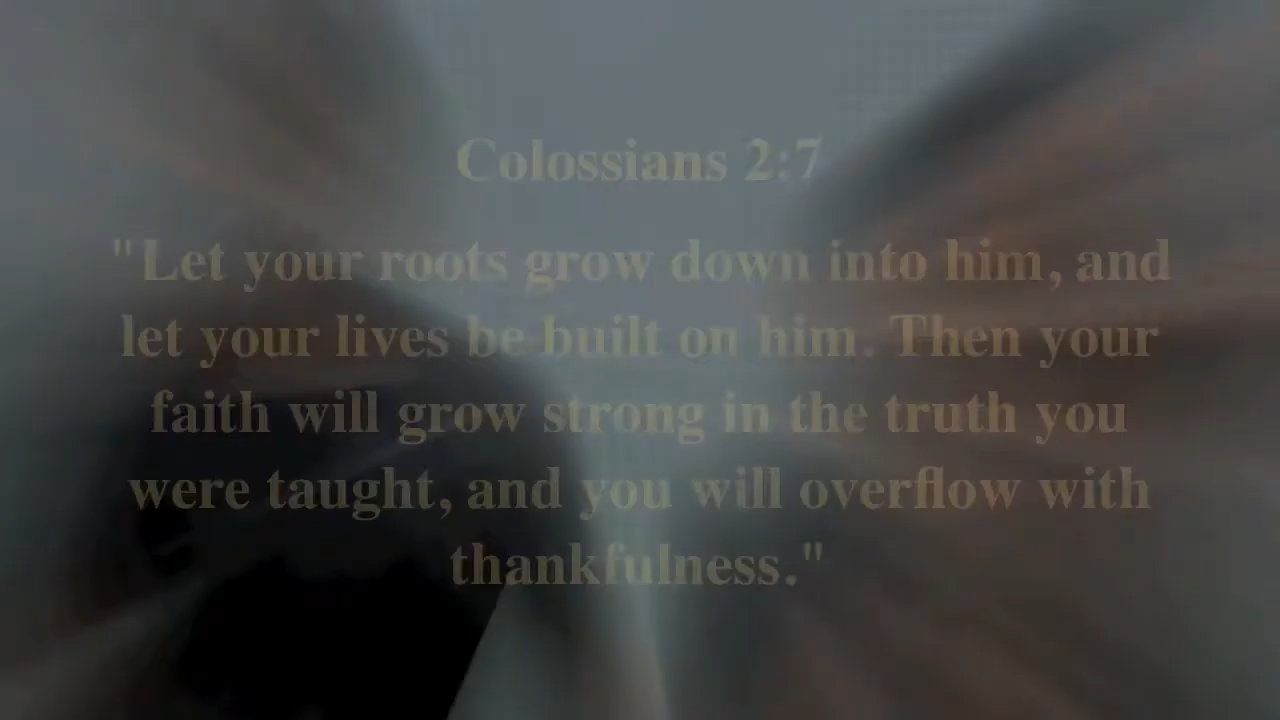 Colossians 2:7
"Let your roots grow down into him, and
let your lives be built on him. Then your
faith will grow strong in the truth you
were taught, and you will overflow with
thankfulness."